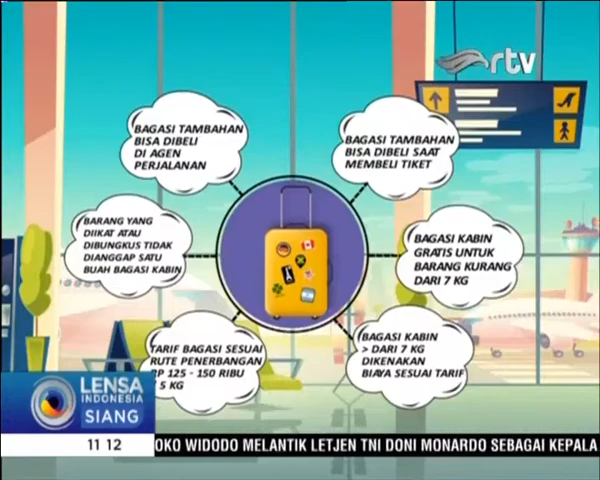 rtv
BAGASI TAMBAHAN
BISA DIBELI
DI AGEN
PERJALANAN
BAGASI TAMBAHAN
BISA DIBELI SAAT
MEMBELI TIKET
BARANG YANG
DIIKAT ATAU
DIBUNGKUS TIDAK
DIANGGAP SATU
BUAH BAGASI KABIN
BAGASI KABIN
GRATIS UNTUK
BARANG KURANG
DARI 7 KG
TARIF BAGASI SESUAI
RUTE PENERBANGAN
RP 125 - 150 RIBU
5 KG
BAGASI KABIN
> DARI 7 KG
DIKENAKAN
BIAYA SESUAI TARIF
LENSA
INDONESIA
SIANG
11 12
OKO WIDODO MELANTIK LETJEN TNI DONI MONARDO SEBAGAI KEPALA